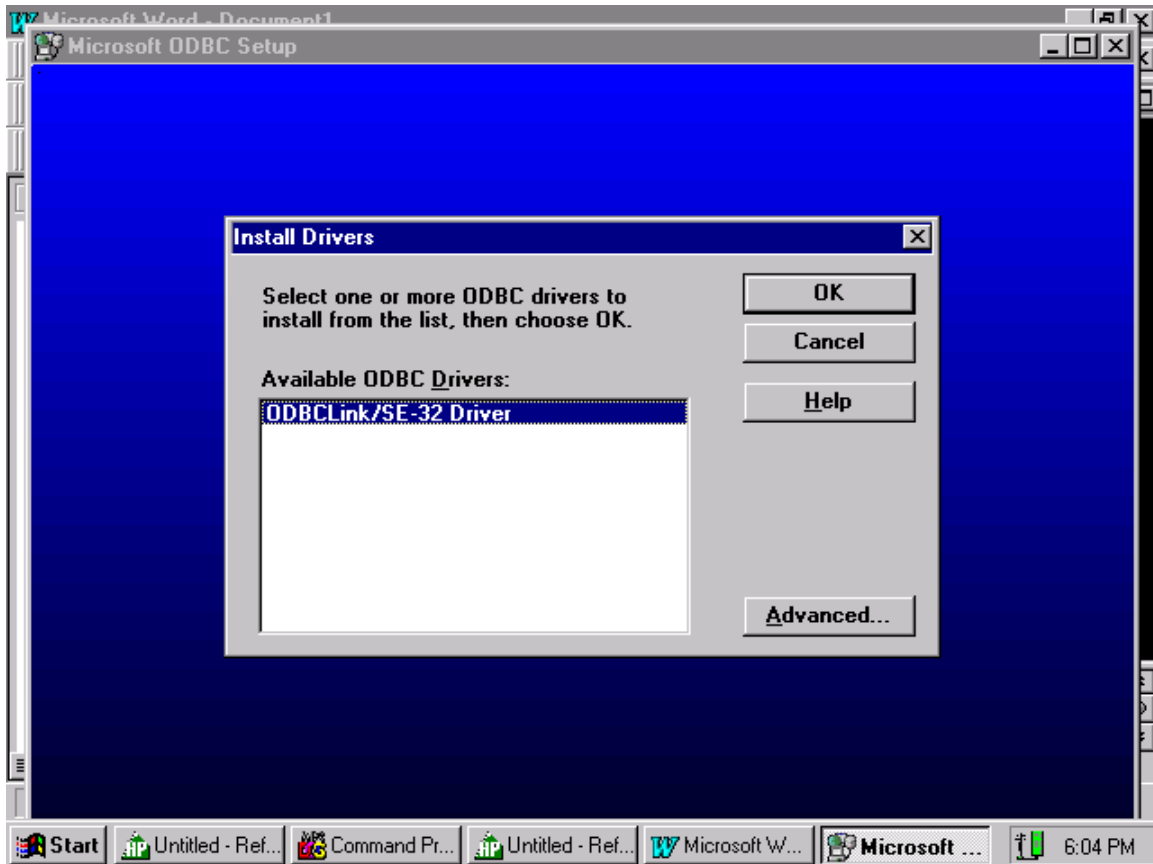 Microsoft Word - Document1
Microsoft ODBC Setup
Install Drivers
Select one or more ODBC drivers to
install from the list, then choose OK.
Available ODBC Drivers:
ODBCLink/SE-32 Driver
OK
Cancel
Help
Advanced...
Start
Untitled - Ref...
Command Pr...
Untitled - Ref...
Microsoft W...
Microsoft ...
6:04 PM